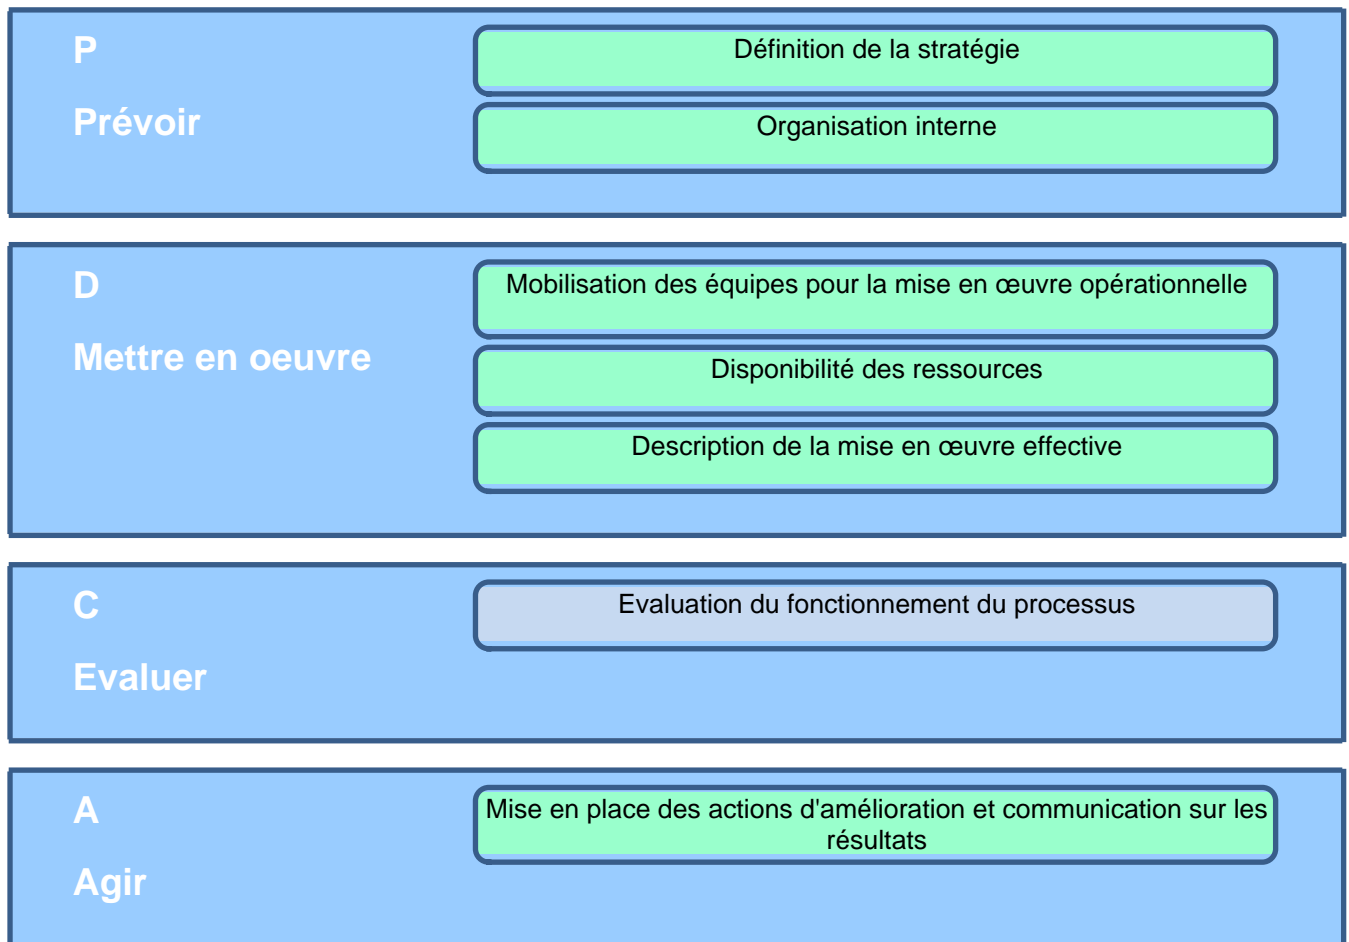 P
Prévoir
Définition de la stratégie
Organisation interne
D
Mettre en oeuvre
Mobilisation des équipes pour la mise en œuvre opérationnelle
Disponibilité des ressources
Description de la mise en œuvre effective
C
Evaluer
Evaluation du fonctionnement du processus
A
Agir
Mise en place des actions d'amélioration et communication sur les
résultats